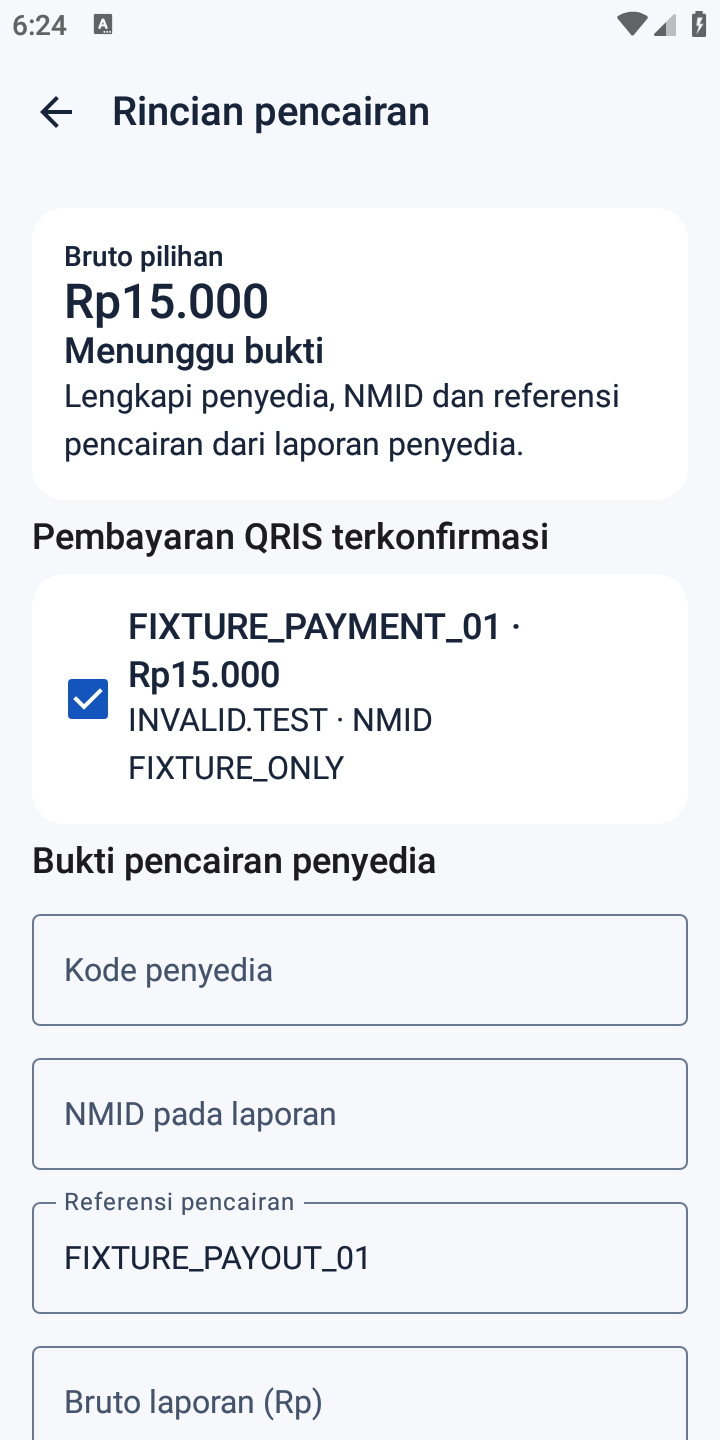 6:24
Rincian pencairan
Bruto pilihan
Rp15.000
Menunggu bukti
Lengkapi penyedia, NMID dan referensi
pencairan dari laporan penyedia.
Pembayaran QRIS terkonfirmasi
FIXTURE_PAYMENT_01 ·
Rp15.000
INVALID.TEST · NMID
FIXTURE_ONLY
Bukti pencairan penyedia
Kode penyedia
NMID pada laporan
Referensi pencairan
FIXTURE_PAYOUT_01
Bruto laporan (Rp)